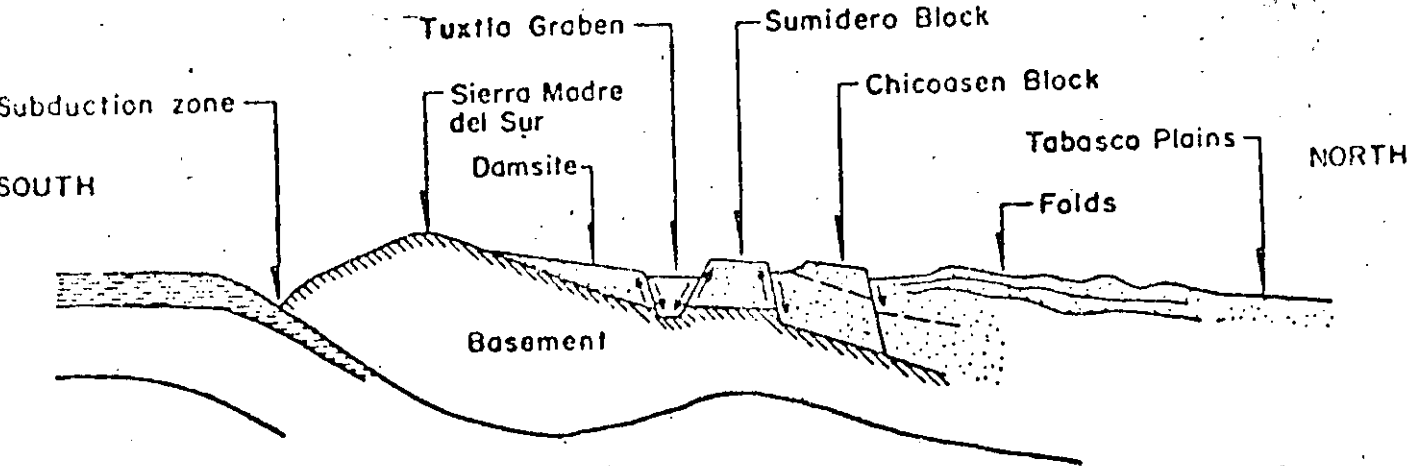 Tuxtla Graben
Sumidero Block
Subduction zone
Sierra Madre
del Sur
Chicoasen Block
Damsite
Tabasco Plains
NORTH
SOUTH
Folds
Basement